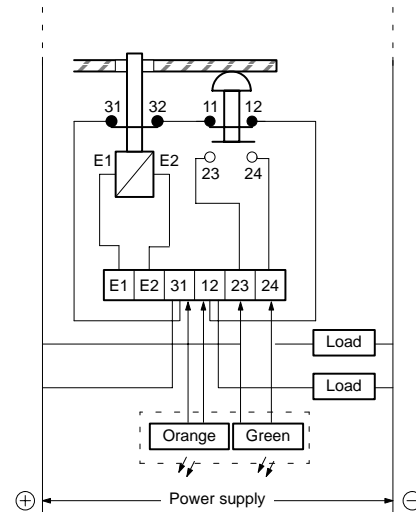 31 32 11 12
E1 E2
23 24
E1 E2 31 12 23 24
Load
Load
Orange Green
+ Power supply −